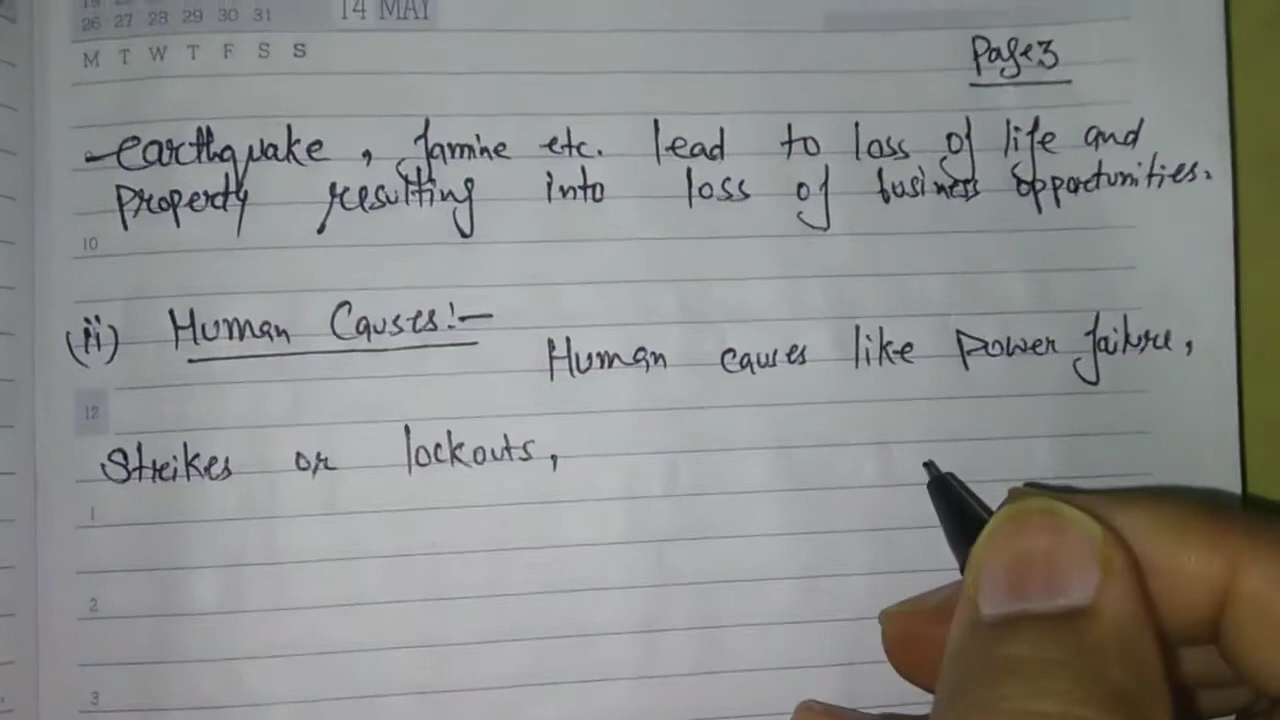 26 27 28 29 30 31
14 MAY
M T W T F S S
Page3
earthquake, famine etc. lead to loss of life and
property resulting into loss of business opportunities.
10
(ii) Human Causes:-
Human causes like power failure,
12
Strikes or lockouts,
1
2
3